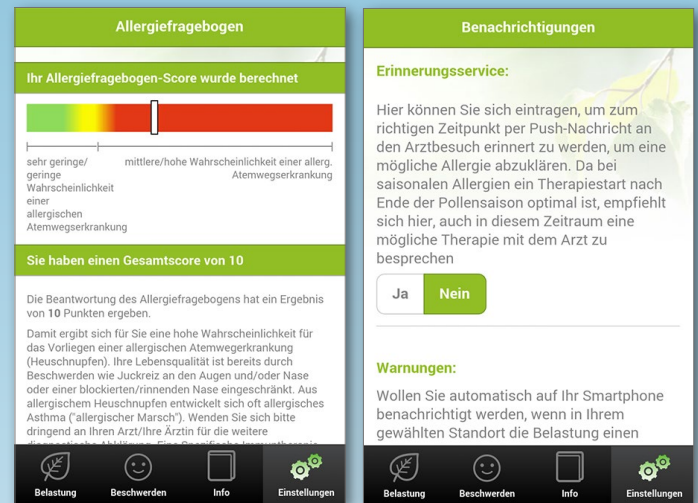 Allergiefragebogen
Ihr Allergiefragebogen-Score wurde berechnet
sehr geringe/
geringe
Wahrscheinlichkeit
einer
allergischen
Atemwegserkrankung
mittlere/hohe Wahrscheinlichkeit einer allerg.
Atemwegserkrankung
Sie haben einen Gesamtscore von 10
Die Beantwortung des Allergiefragebogens hat ein Ergebnis
von 10 Punkten ergeben.
Damit ergibt sich für Sie eine hohe Wahrscheinlichkeit für
das Vorliegen einer allergischen Atemwegerkrankung
(Heuschnupfen). Ihre Lebensqualität ist bereits durch
Beschwerden wie Juckreiz an den Augen und/oder Nase
oder einer blockierten/rinnenden Nase eingeschränkt. Aus
allergischem Heuschnupfen entwickelt sich oft allergisches
Asthma ("allergischer Marsch"). Wenden Sie sich bitte
dringend an Ihren Arzt/Ihre Ärztin für die weitere
diagnostische Abklärung. Eine Spezifische Immuntherapie
Belastung
Beschwerden
Info
Einstellungen
Benachrichtigungen
Erinnerungsservice:
Hier können Sie sich eintragen, um zum
richtigen Zeitpunkt per Push-Nachricht an
den Arztbesuch erinnert zu werden, um eine
mögliche Allergie abzuklären. Da bei
saisonalen Allergien ein Therapiestart nach
Ende der Pollensaison optimal ist, empfiehlt
sich hier, auch in diesem Zeitraum eine
mögliche Therapie mit dem Arzt zu
besprechen
Ja
Nein
Warnungen:
Wollen Sie automatisch auf Ihr Smartphone
benachrichtigt werden, wenn in Ihrem
gewählten Standort die Belastung einen
Belastung
Beschwerden
Info
Einstellungen